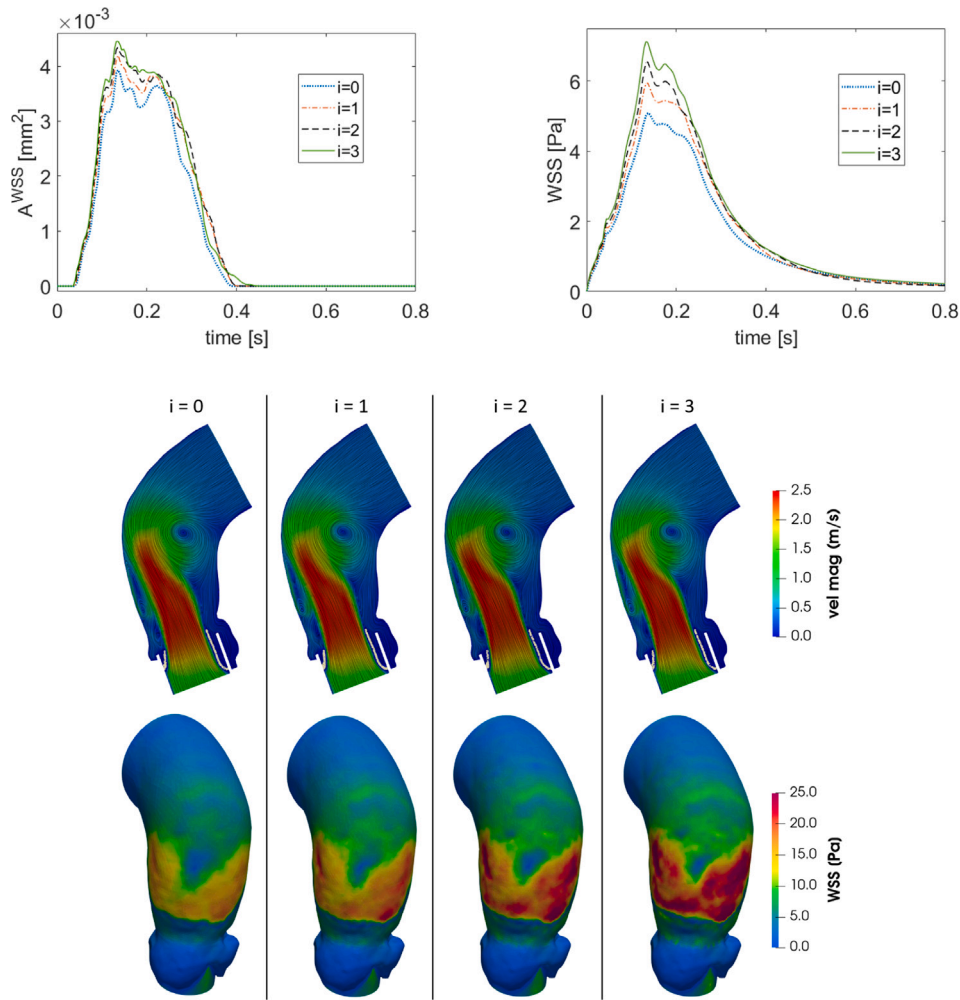 ×10⁻³
4
3
2
1
0
A^WSS [mm²]
i=0
i=1
i=2
i=3
0 0.2 0.4 0.6 0.8
time [s]
6
4
2
0
WSS [Pa]
i=0
i=1
i=2
i=3
0 0.2 0.4 0.6 0.8
time [s]
i = 0 i = 1 i = 2 i = 3
2.5
2.0
1.5
1.0
0.5
0.0
vel mag (m/s)
25.0
20.0
15.0
10.0
5.0
0.0
WSS (Pa)